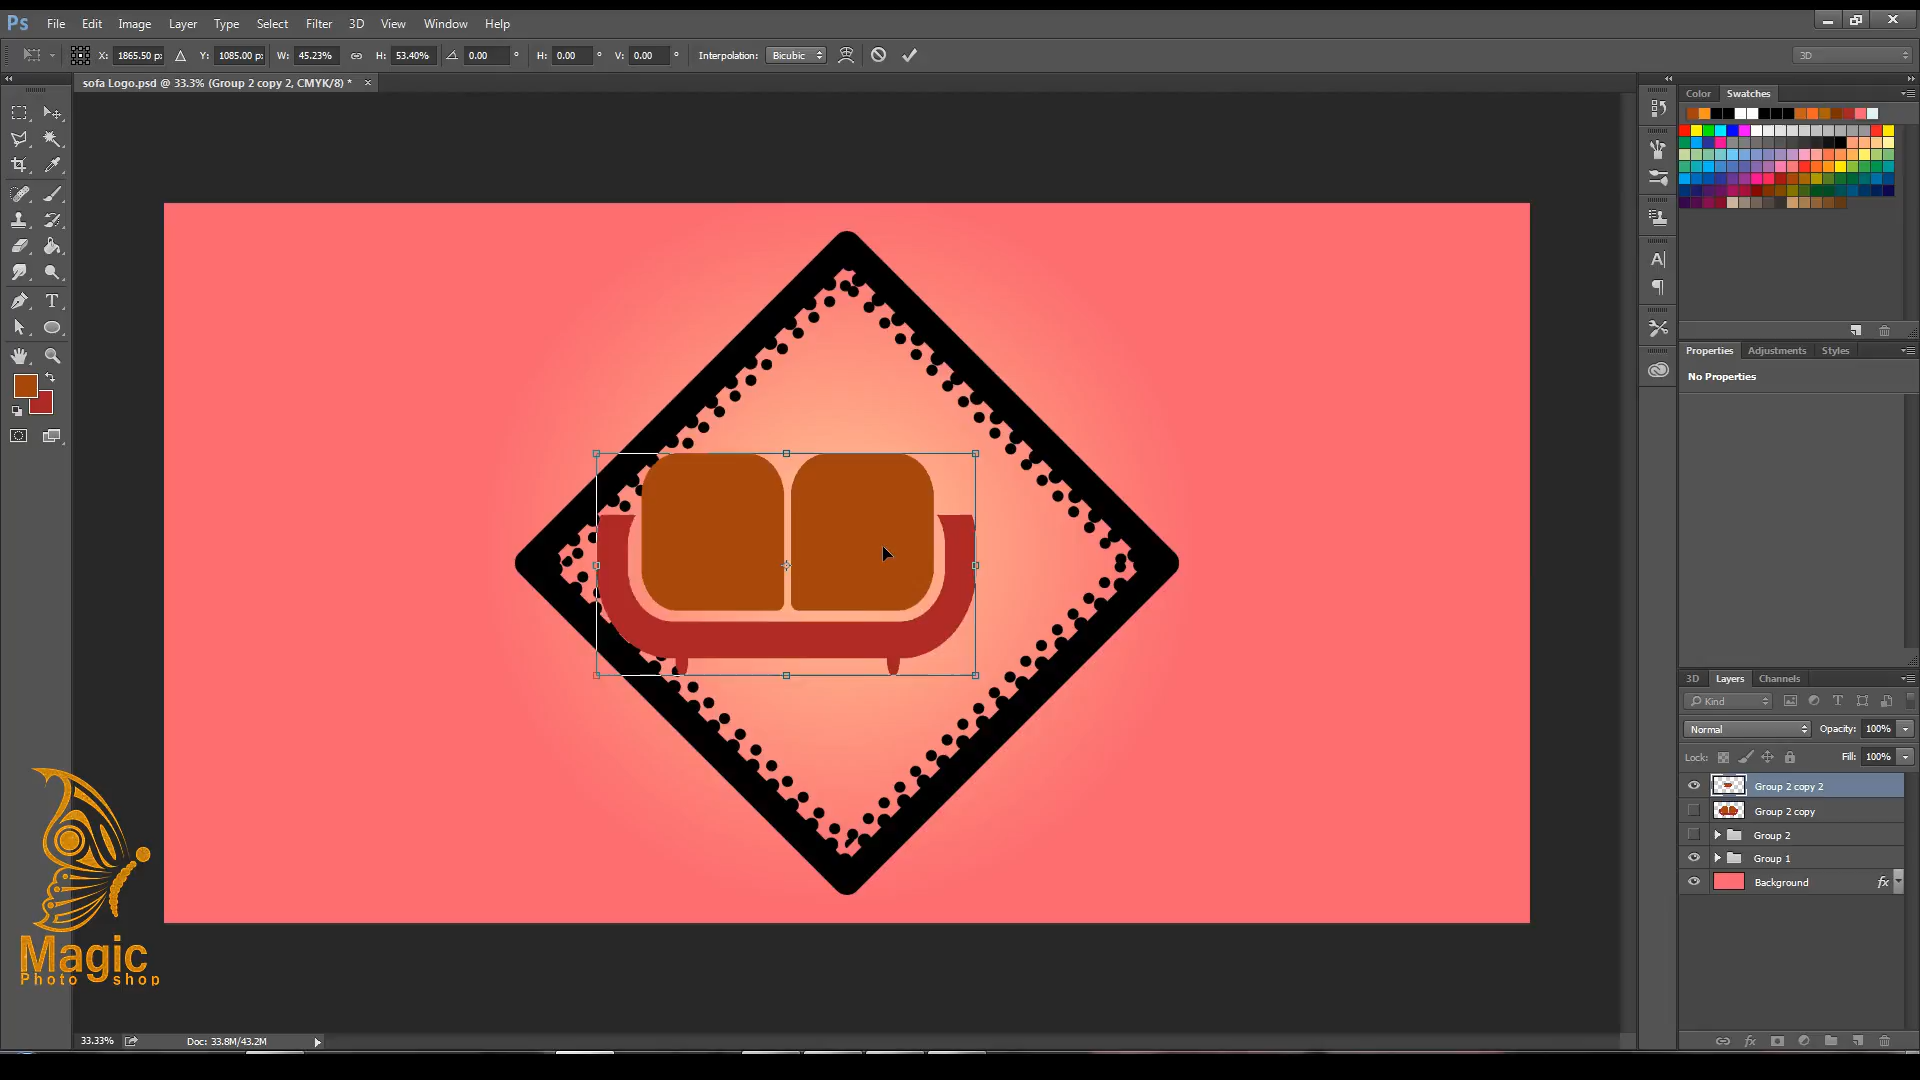 Ps File Edit Image Layer Type Select Filter 3D View Window Help
X: 1865.50 px Y: 1085.00 px W: 45.23% H: 53.40% 0.00 ° H: 0.00 ° V: 0.00 ° Interpolation: Bicubic 3D
sofa Logo.psd @ 33.3% (Group 2 copy 2, CMYK/8) * ×
Color Swatches
Properties Adjustments Styles
No Properties
3D Layers Channels
Kind
Normal Opacity: 100%
Lock: Fill: 100%
Group 2 copy 2
Group 2 copy
Group 2
Group 1
Background fx
Magic
Photo shop
33.33% Doc: 33.8M/43.2M